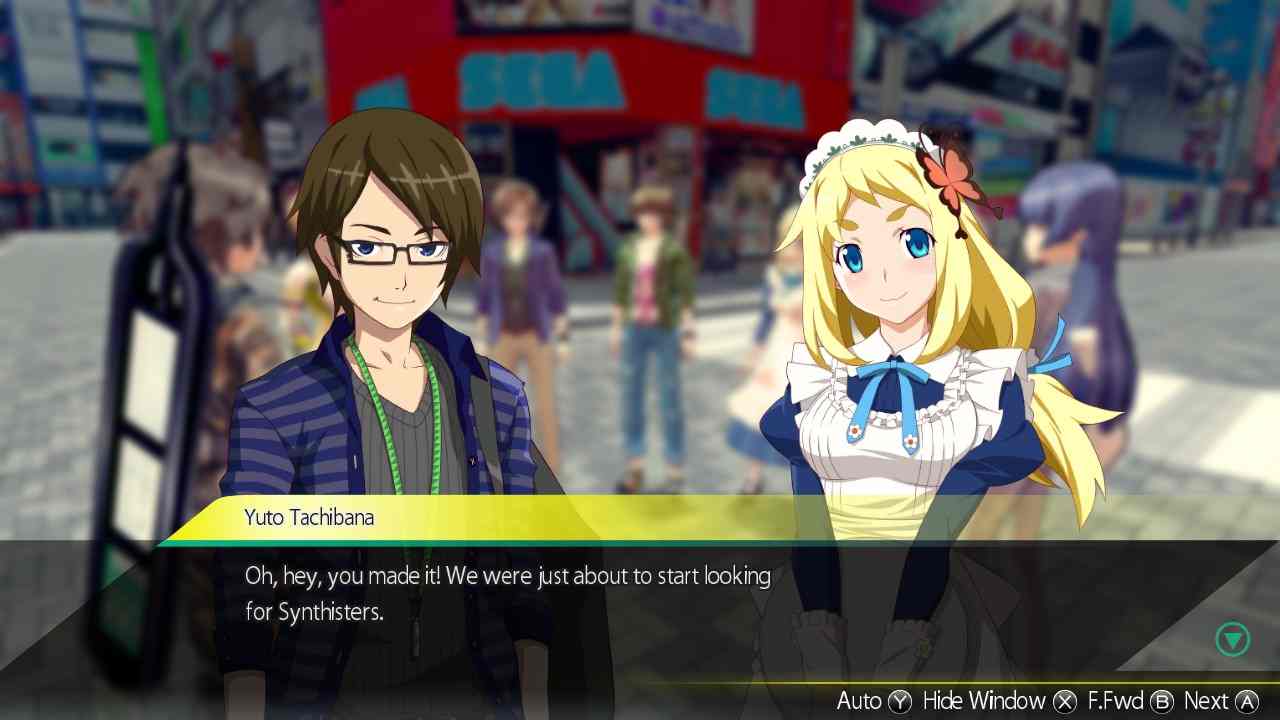 SEGA SEGA
Yuto Tachibana
Oh, hey, you made it! We were just about to start looking
for Synthisters.
Auto Y Hide Window X F.Fwd B Next A